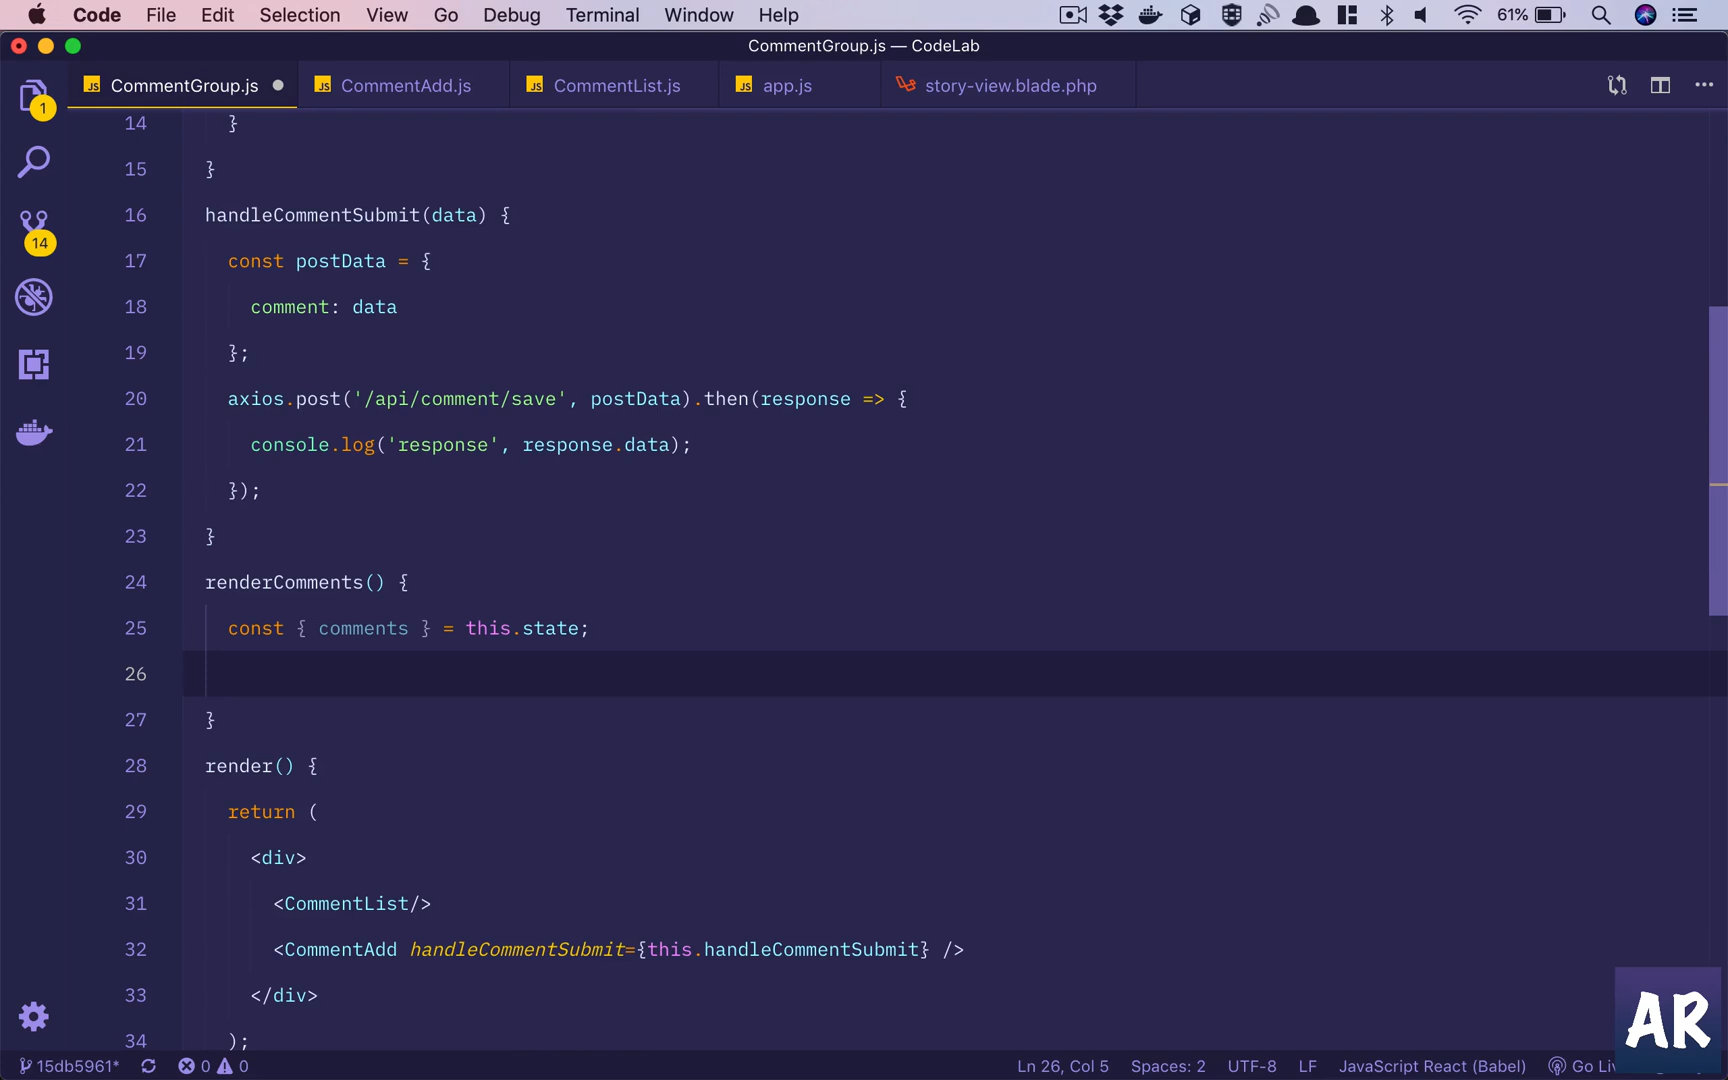 Code File Edit Selection View Go Debug Terminal Window Help 61%
CommentGroup.js — CodeLab
JS CommentGroup.js JS CommentAdd.js JS CommentList.js JS app.js story-view.blade.php
1
14
14 }
15 }
16 handleCommentSubmit(data) {
17 const postData = {
18 comment: data
19 };
20 axios.post('/api/comment/save', postData).then(response => {
21 console.log('response', response.data);
22 });
23 }
24 renderComments() {
25 const { comments } = this.state;
26
27 }
28 render() {
29 return (
30 <div>
31 <CommentList/>
32 <CommentAdd handleCommentSubmit={this.handleCommentSubmit} />
33 </div>
34 );
AR
15db5961* 0 0 Ln 26, Col 5 Spaces: 2 UTF-8 LF JavaScript React (Babel) Go